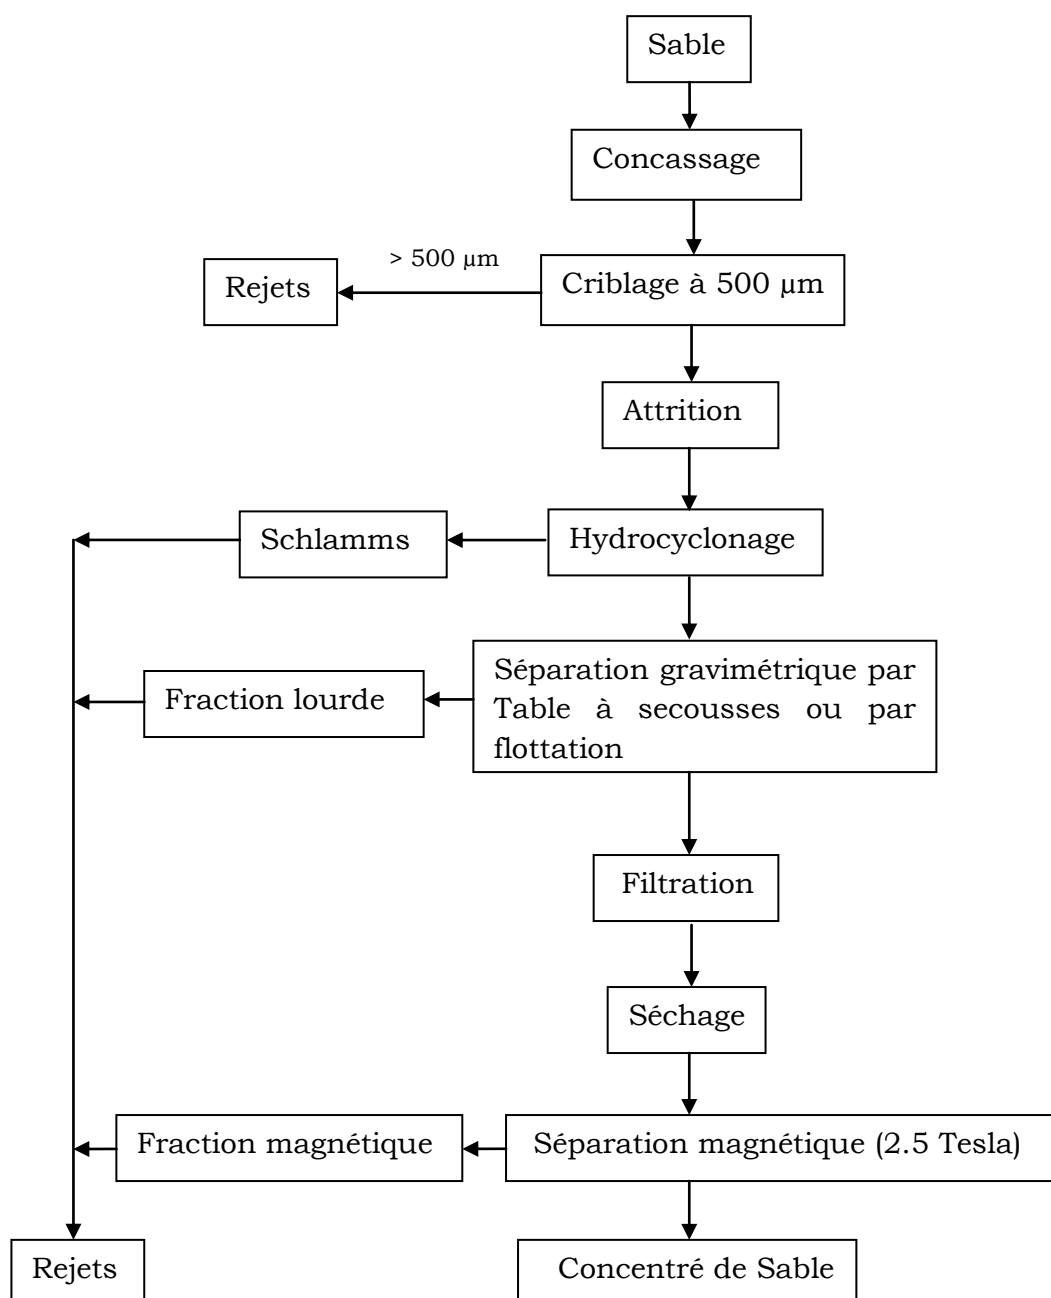 Sable
Concassage
> 500 µm
Rejets
Criblage à 500 µm
Attrition
Schlamms
Hydrocyclonage
Fraction lourde
Séparation gravimétrique par
Table à secousses ou par
flottation
Filtration
Séchage
Fraction magnétique
Séparation magnétique (2.5 Tesla)
Rejets
Concentré de Sable